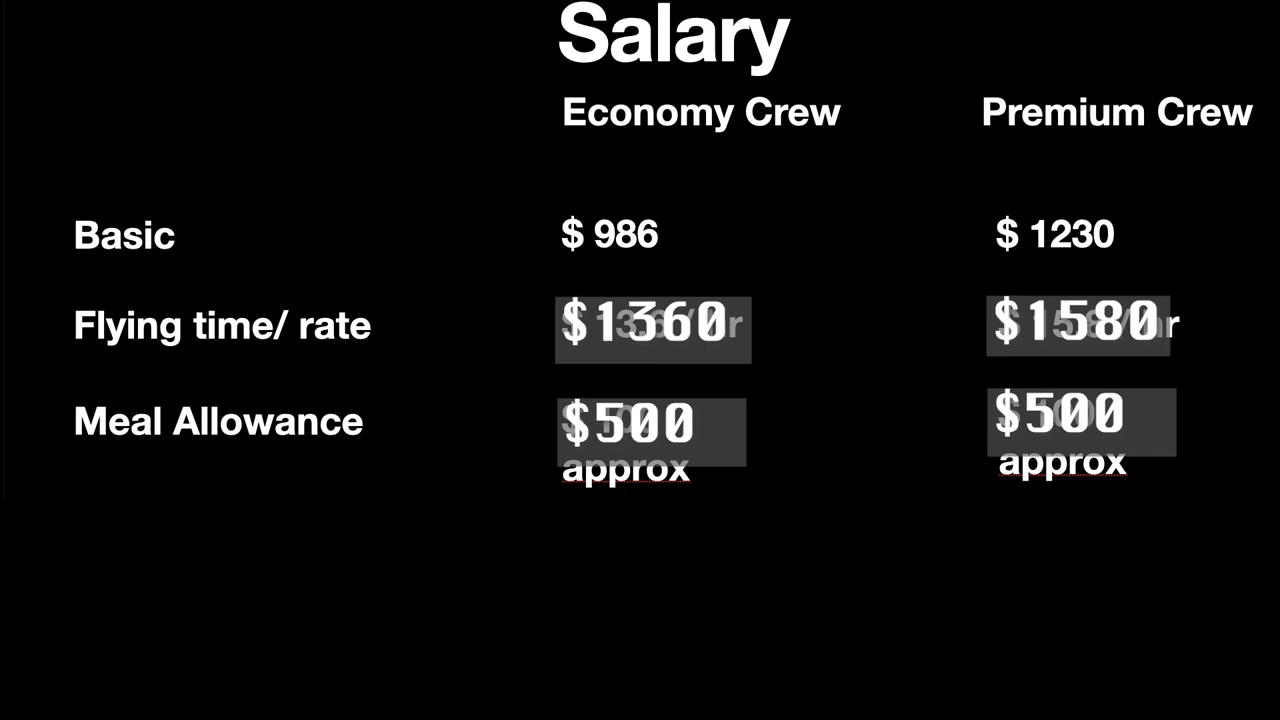 Salary
Economy Crew Premium Crew
Basic $ 986 $ 1230
Flying time/ rate $1360 $1580
Meal Allowance $500 $500
approx approx